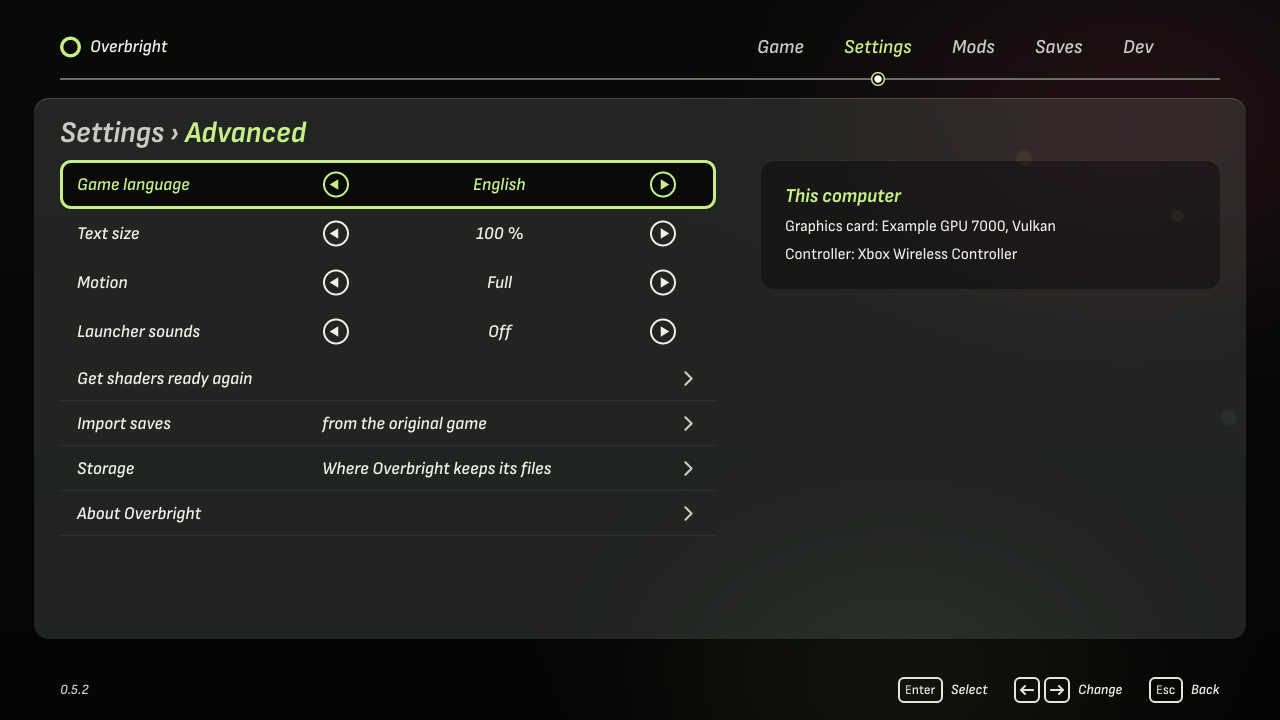 Overbright
Game Settings Mods Saves Dev
Settings › Advanced
Game language English
Text size 100 %
Motion Full
Launcher sounds Off
Get shaders ready again
Import saves from the original game
Storage Where Overbright keeps its files
About Overbright
This computer
Graphics card: Example GPU 7000, Vulkan
Controller: Xbox Wireless Controller
0.5.2
Enter Select ← → Change Esc Back